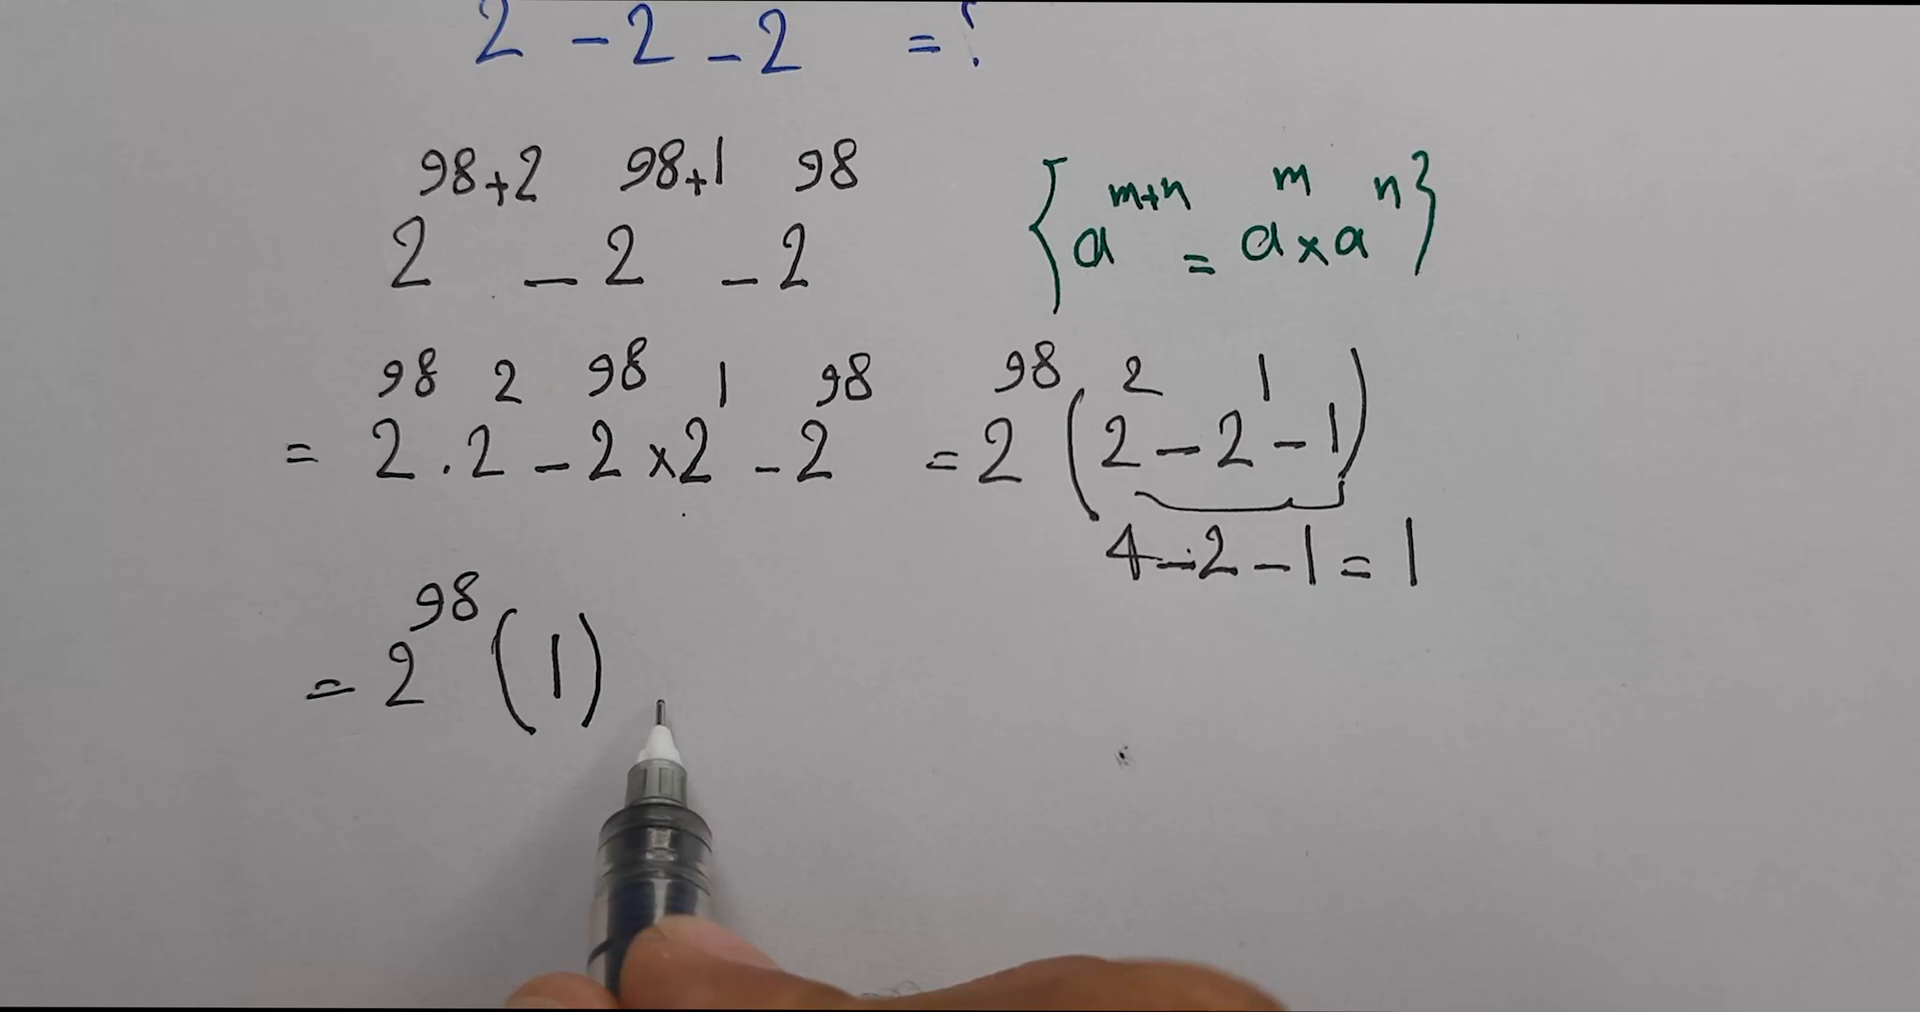 2 - 2 - 2 = ?
2^{98+2} - 2^{98+1} - 2^{98}
{a^{m+n} = a^m × a^n}
= 2^{98} . 2^2 - 2^{98} × 2^1 - 2^{98} = 2^{98} (2^2 - 2^1 - 1)
4 - 2 - 1 = 1
= 2^{98} (1)